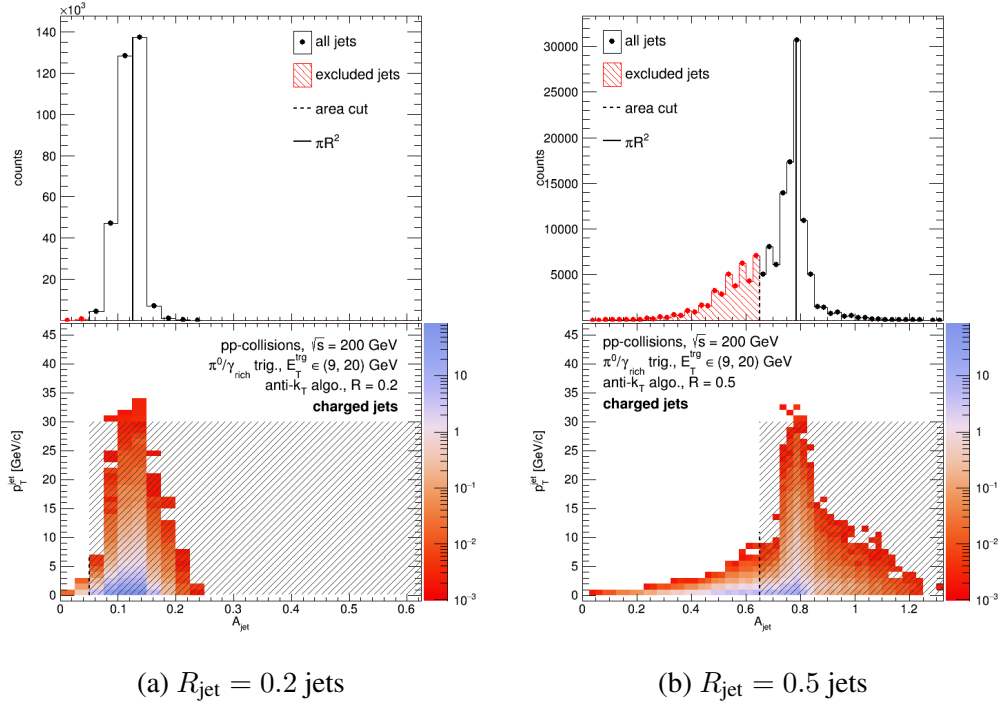 ×10³
140
120
100
80
60
40
20
counts
all jets
excluded jets
area cut
πR²
45
40
35
30
25
20
15
10
5
0
p_T^jet [GeV/c]
pp-collisions, √s = 200 GeV
π⁰/γ_rich trig., E_T^trg ∈ (9, 20) GeV
anti-k_T algo., R = 0.2
charged jets
10
1
10⁻¹
10⁻²
10⁻³
0 0.1 0.2 0.3 0.4 0.5 0.6
A_jet
(a) R_jet = 0.2 jets
30000
25000
20000
15000
10000
5000
counts
all jets
excluded jets
area cut
πR²
45
40
35
30
25
20
15
10
5
0
p_T^jet [GeV/c]
pp-collisions, √s = 200 GeV
π⁰/γ_rich trig., E_T^trg ∈ (9, 20) GeV
anti-k_T algo., R = 0.5
charged jets
10
1
10⁻¹
10⁻²
10⁻³
0 0.2 0.4 0.6 0.8 1 1.2
A_jet
(b) R_jet = 0.5 jets